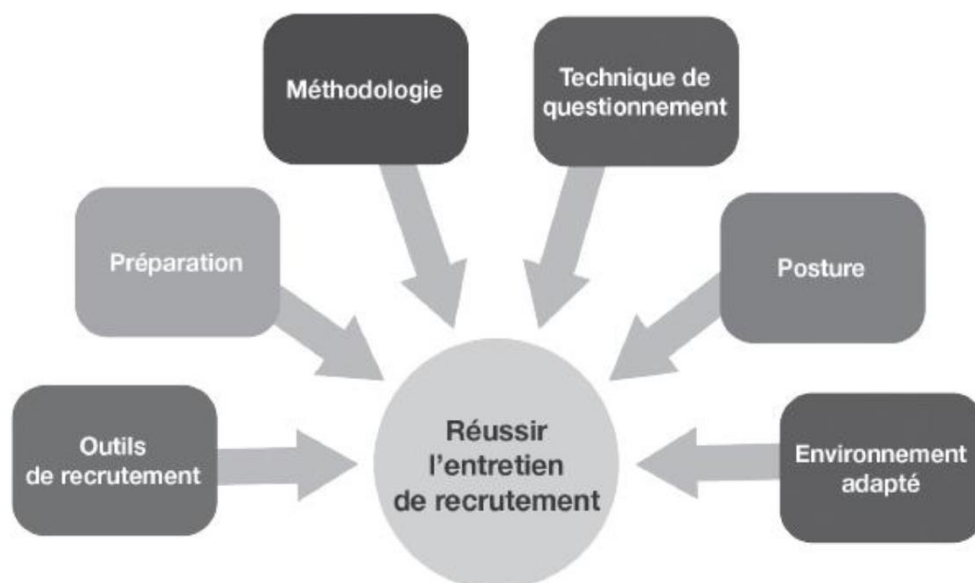 Méthodologie
Technique de
questionnement
Préparation
Posture
Outils
de recrutement
Réussir
l'entretien
de recrutement
Environnement
adapté